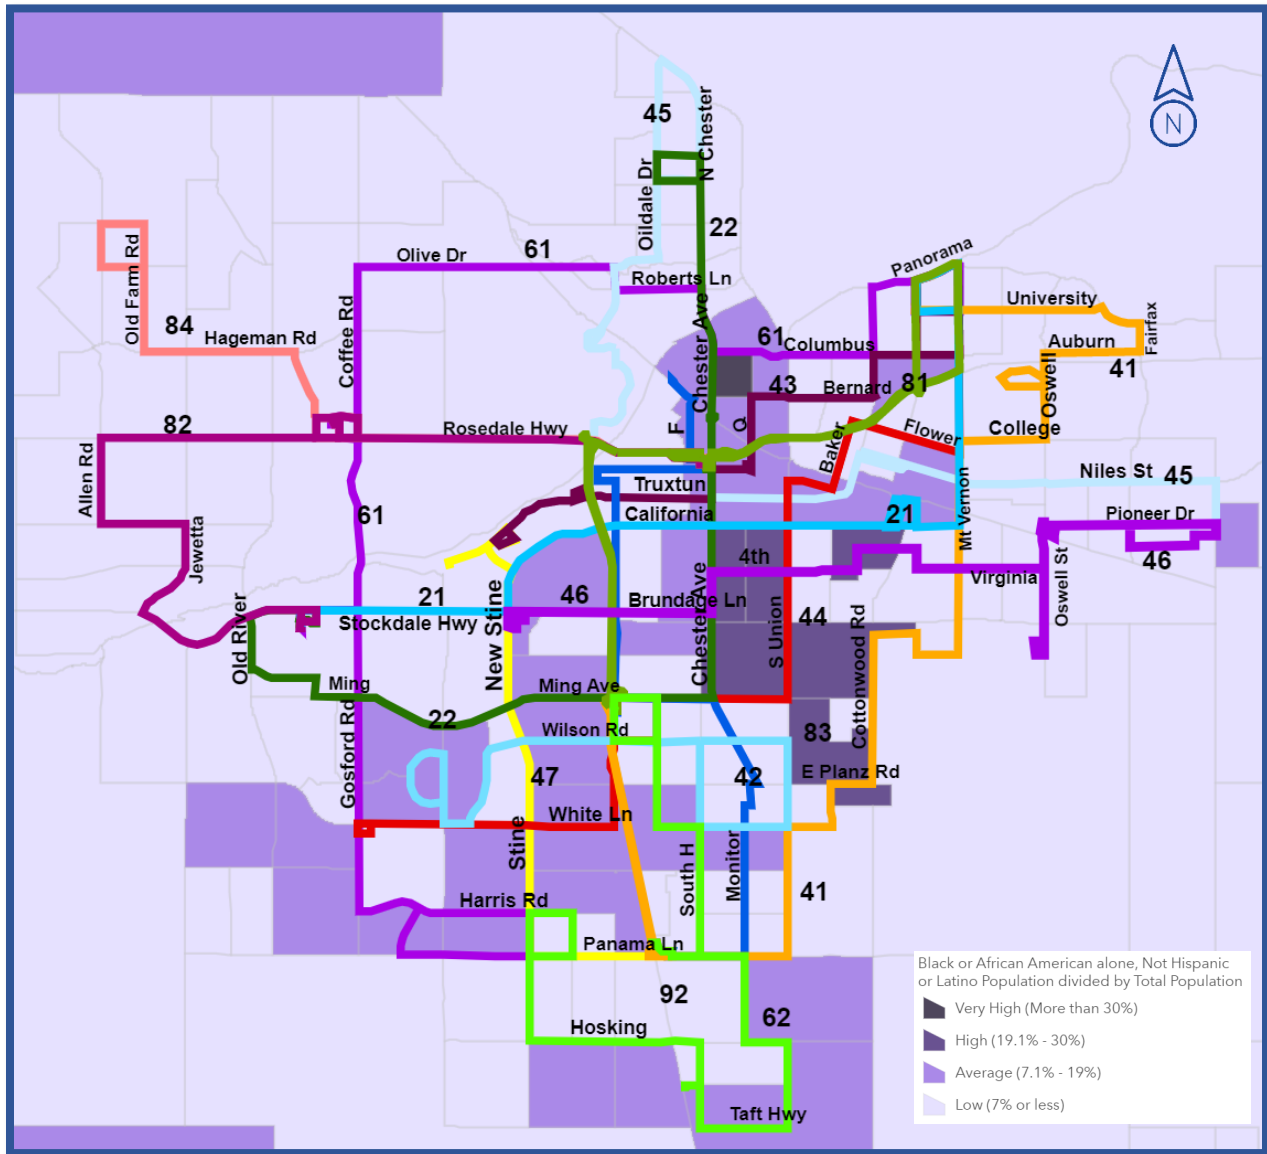 N
45
N Chester
Oildale Dr
22
Panorama
Old Farm Rd
Olive Dr
61
Roberts Ln
University
Fairfax
84
Hageman Rd
Coffee Rd
Chester Ave
61
Columbus
Auburn
41
43
Bernard
81
Oswell
82
Rosedale Hwy
F
Q
Baker
Flower
College
Allen Rd
Truxtun
Niles St
45
61
California
21
Mt Vernon
Pioneer Dr
Jewetta
4th
46
Virginia
Oswell St
21
46
Brundage Ln
Stockdale Hwy
New Stine
Chester Ave
S Union
44
Cottonwood Rd
Old River
Ming
Ming Ave
22
Gosford Rd
Wilson Rd
83
47
42
E Planz Rd
White Ln
Stine
South H
Monitor
41
Harris Rd
Panama Ln
92
62
Hosking
Taft Hwy
Black or African American alone, Not Hispanic
or Latino Population divided by Total Population
Very High (More than 30%)
High (19.1% - 30%)
Average (7.1% - 19%)
Low (7% or less)